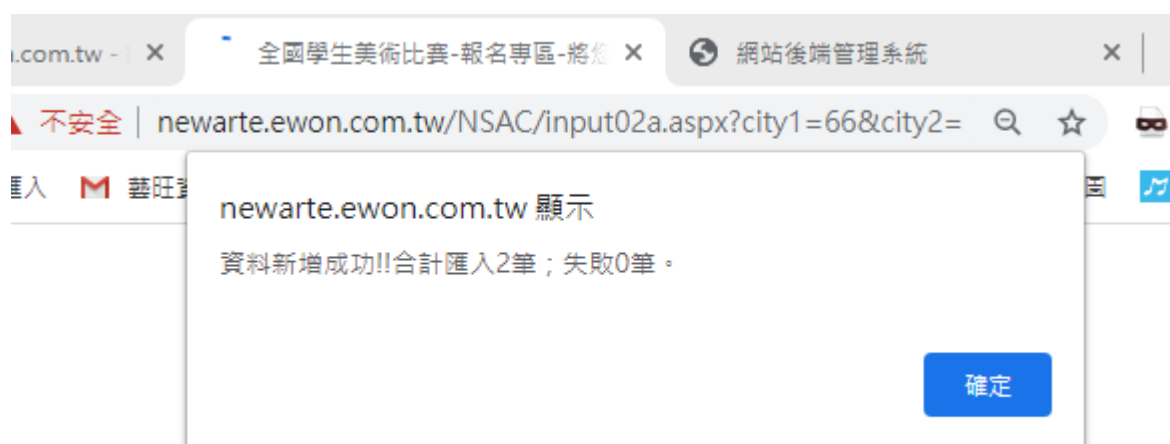 .com.tw -
全國學生美術比賽-報名專區-將您
網站後端管理系統
不安全 | newarte.ewon.com.tw/NSAC/input02a.aspx?city1=66&city2=
匯入 藝旺資
newarte.ewon.com.tw 顯示
資料新增成功!!合計匯入2筆；失敗0筆。
確定